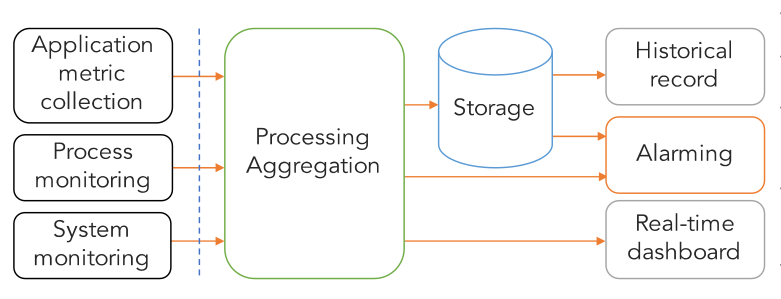 Application
metric
collection
Process
monitoring
System
monitoring
Processing
Aggregation
Storage
Historical
record
Alarming
Real-time
dashboard